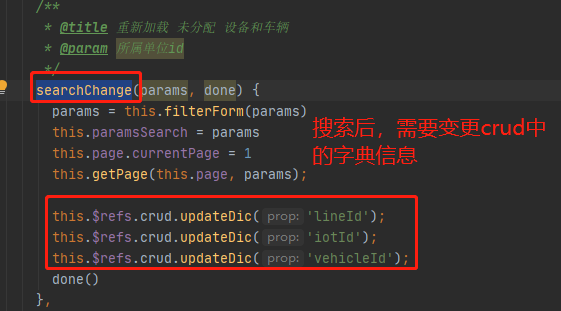 /**
* @title 重新加载 未分配 设备和车辆
* @param 所属单位id
*/
searchChange(params, done) {
params = this.filterForm(params)
this.paramsSearch = params
this.page.currentPage = 1
this.getPage(this.page, params);
搜索后，需要变更crud中
的字典信息
this.$refs.crud.updateDic( prop: 'lineId');
this.$refs.crud.updateDic( prop: 'iotId');
this.$refs.crud.updateDic( prop: 'vehicleId');
done()
},